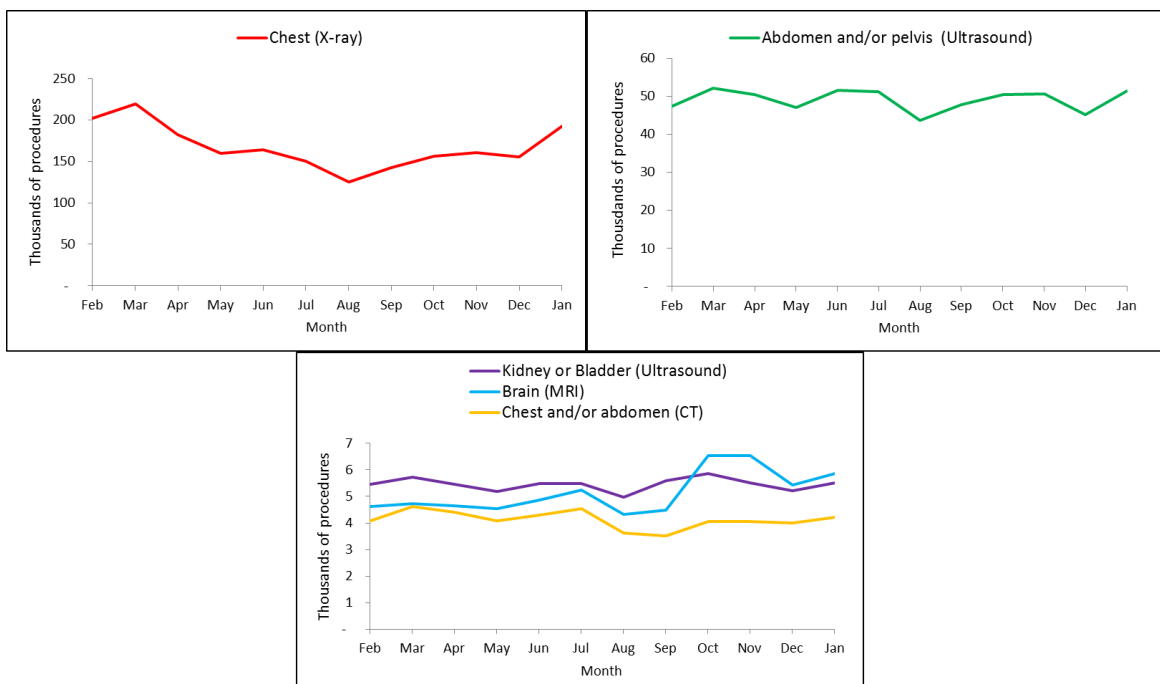 Chest (X-ray)
Thousands of procedures
250
200
150
100
50
-
Feb Mar Apr May Jun Jul Aug Sep Oct Nov Dec Jan
Month
Abdomen and/or pelvis (Ultrasound)
Thousdands of procedures
60
50
40
30
20
10
-
Feb Mar Apr May Jun Jul Aug Sep Oct Nov Dec Jan
Month
Kidney or Bladder (Ultrasound)
Brain (MRI)
Chest and/or abdomen (CT)
Thousands of procedures
7
6
5
4
3
2
1
-
Feb Mar Apr May Jun Jul Aug Sep Oct Nov Dec Jan
Month